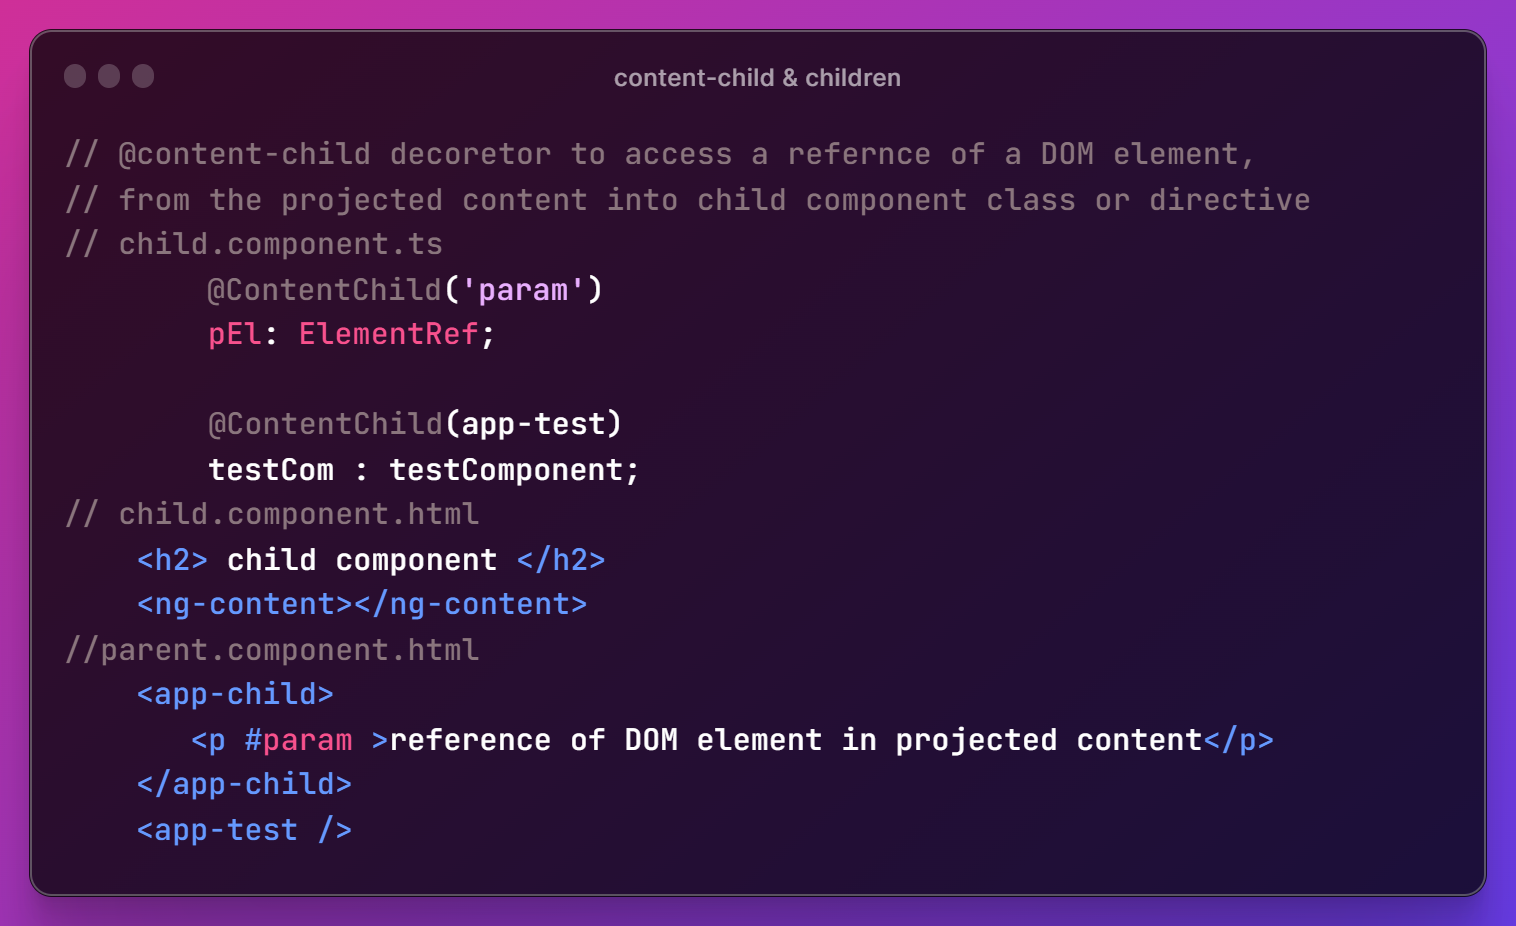 content-child & children
// @content-child decoretor to access a refernce of a DOM element,
// from the projected content into child component class or directive
// child.component.ts
@ContentChild('param')
pEl: ElementRef;
@ContentChild(app-test)
testCom : testComponent;
// child.component.html
<h2> child component </h2>
<ng-content></ng-content>
//parent.component.html
<app-child>
<p #param >reference of DOM element in projected content</p>
</app-child>
<app-test />